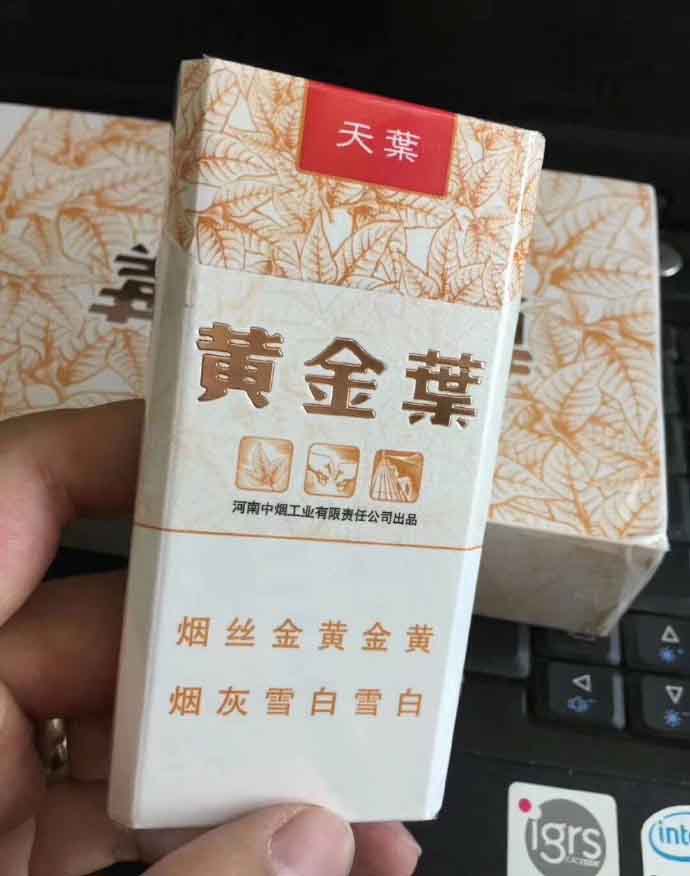 天葉
黄金葉
河南中烟工业有限责任公司出品
烟丝金黄金黄
烟灰雪白雪白
igrs
inte